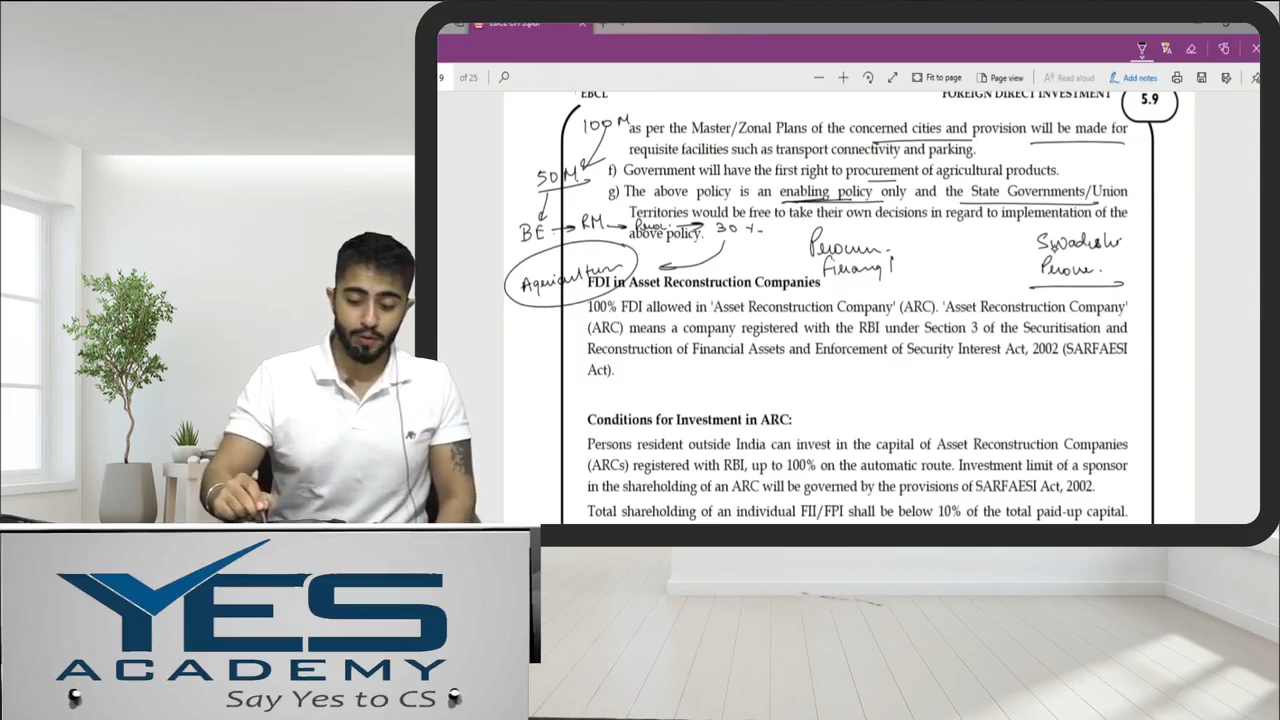 9 of 25
Fit to page
Page view
Read aloud
Add notes
EBCL FOREIGN DIRECT INVESTMENT 5.9
100 M
as per the Master/Zonal Plans of the concerned cities and provision will be made for
requisite facilities such as transport connectivity and parking.
50 M
f) Government will have the first right to procurement of agricultural products.
g) The above policy is an enabling policy only and the State Governments/Union
Territories would be free to take their own decisions in regard to implementation of the
BE RM
above policy.
30 %
FDI in Asset Reconstruction Companies
100% FDI allowed in 'Asset Reconstruction Company' (ARC). 'Asset Reconstruction Company'
(ARC) means a company registered with the RBI under Section 3 of the Securitisation and
Reconstruction of Financial Assets and Enforcement of Security Interest Act, 2002 (SARFAESI
Act).
Conditions for Investment in ARC:
Persons resident outside India can invest in the capital of Asset Reconstruction Companies
(ARCs) registered with RBI, up to 100% on the automatic route. Investment limit of a sponsor
in the shareholding of an ARC will be governed by the provisions of SARFAESI Act, 2002.
Total shareholding of an individual FII/FPI shall be below 10% of the total paid-up capital.
YES
ACADEMY
Say Yes to CS